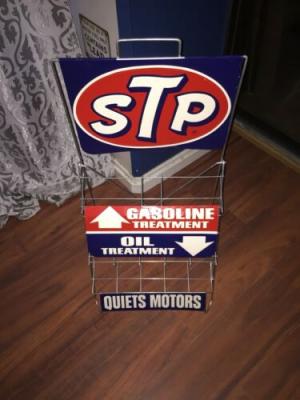 STP
GASOLINE
TREATMENT
OIL
TREATMENT
QUIETS MOTORS